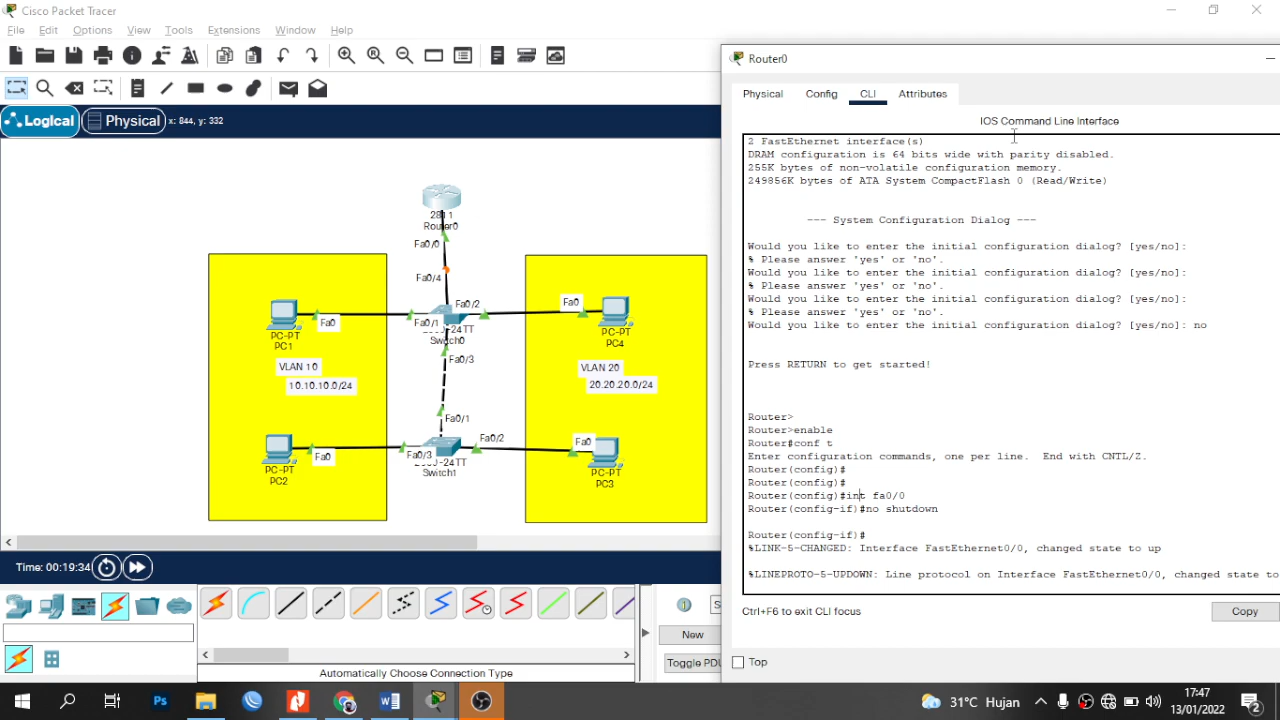 Cisco Packet Tracer
File Edit Options View Tools Extensions Window Help
Logical Physical x: 844, y: 332
2811
Router0
Fa0/0
Fa0/4
Fa0/2
Fa0
Fa0
Fa0/1
24TT
Switch0
PC-PT
PC1
PC-PT
PC4
Fa0/3
VLAN 10
10.10.10.0/24
VLAN 20
20.20.20.0/24
Fa0/1
Fa0/2
Fa0
Fa0
Fa0/3
-24TT
Switch1
PC-PT
PC2
PC-PT
PC3
Time: 00:19:34
New
Toggle PDU
Automatically Choose Connection Type
Router0
Physical Config CLI Attributes
IOS Command Line Interface
2 FastEthernet interface(s)
DRAM configuration is 64 bits wide with parity disabled.
255K bytes of non-volatile configuration memory.
249856K bytes of ATA System CompactFlash 0 (Read/Write)
--- System Configuration Dialog ---
Would you like to enter the initial configuration dialog? [yes/no]:
% Please answer 'yes' or 'no'.
Would you like to enter the initial configuration dialog? [yes/no]:
% Please answer 'yes' or 'no'.
Would you like to enter the initial configuration dialog? [yes/no]:
% Please answer 'yes' or 'no'.
Would you like to enter the initial configuration dialog? [yes/no]: no
Press RETURN to get started!
Router>
Router>enable
Router#conf t
Enter configuration commands, one per line.  End with CNTL/Z.
Router(config)#
Router(config)#
Router(config)#int fa0/0
Router(config-if)#no shutdown
Router(config-if)#
%LINK-5-CHANGED: Interface FastEthernet0/0, changed state to up
%LINEPROTO-5-UPDOWN: Line protocol on Interface FastEthernet0/0, changed state to
Ctrl+F6 to exit CLI focus
Copy
Top
31°C Hujan
17:47
13/01/2022
2